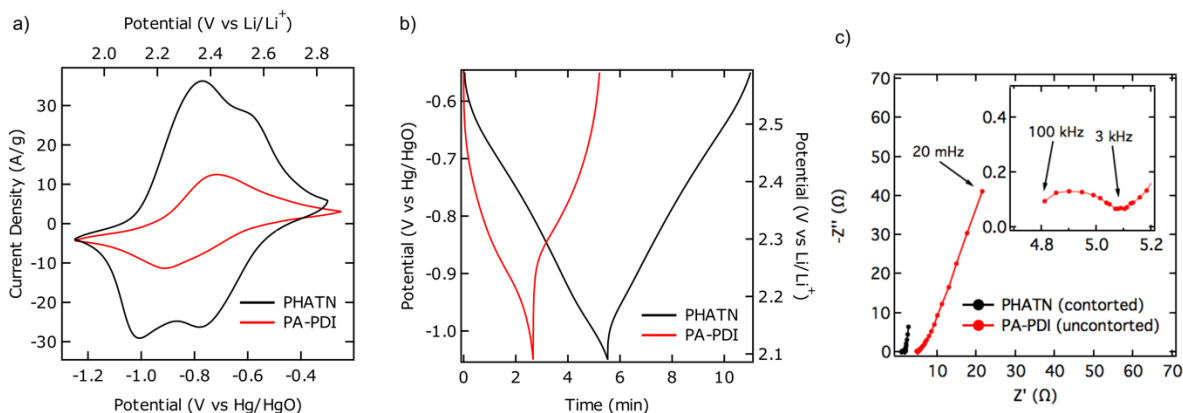 a)
Potential (V vs Li/Li+)
2.0 2.2 2.4 2.6 2.8
Current Density (A/g)
30
20
10
0
-10
-20
-30
PHATN
PA-PDI
-1.2 -1.0 -0.8 -0.6 -0.4
Potential (V vs Hg/HgO)
b)
Potential (V vs Hg/HgO)
-0.6
-0.7
-0.8
-0.9
-1.0
2.5
2.4
2.3
2.2
2.1
Potential (V vs Li/Li+)
PHATN
PA-PDI
0 2 4 6 8 10
Time (min)
c)
-Z" (Ω)
70
60
50
40
30
20
10
0
0.4
0.2
0.0
100 kHz
3 kHz
4.8 5.0 5.2
20 mHz
PHATN (contorted)
PA-PDI (uncontorted)
0 10 20 30 40 50 60 70
Z' (Ω)